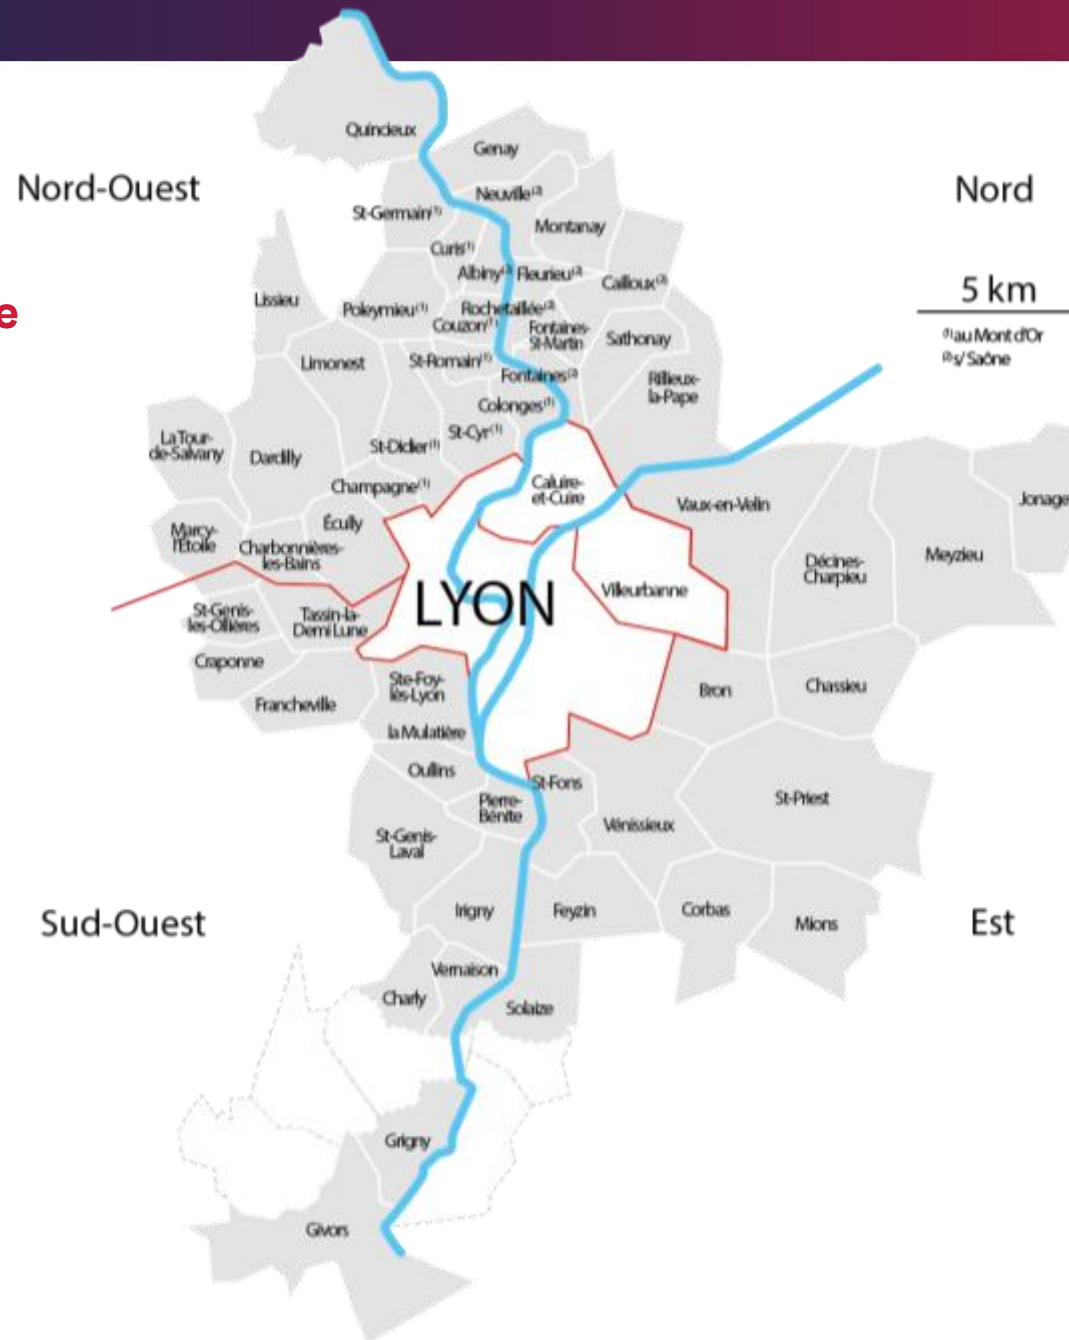 Quincieux
Genay
Nord-Ouest
Nord
Neuville(2)
St-Germain(1)
Montanay
Curis(1)
Albiny(2)
Fleurieu(2)
Cailloux(2)
5 km
Lissieu
Poleymieu(1)
Rochetaillée(2)
e
Couzon(1)
Fontaines-
St-Martin
Sathonay
(1)au Mont d'Or
(2)s/ Saône
Limonest
St-Romain(1)
Fontaines(2)
Rillieux-
la-Pape
Colonges(1)
St-Cyr(1)
La Tour-
de-Salvany
Dardilly
St-Didier(1)
Champagne(1)
Caluire-
et-Cuire
Vaux-en-Velin
Jonage
Marcy-
l'Étoile
Écully
Charbonnières-
les-Bains
Décines-
Charpieu
Meyzieu
LYON
Villeurbanne
St-Genis-
les-Ollières
Tassin-la-
Demi Lune
Craponne
Francheville
Ste-Foy-
lès-Lyon
Bron
Chassieu
la Mulatière
Oullins
St-Fons
Pierre-
Bénite
St-Priest
Vénissieux
St-Genis-
Laval
Sud-Ouest
Irigny
Feyzin
Corbas
Mions
Est
Vernaison
Charly
Solaize
Grigny
Givors